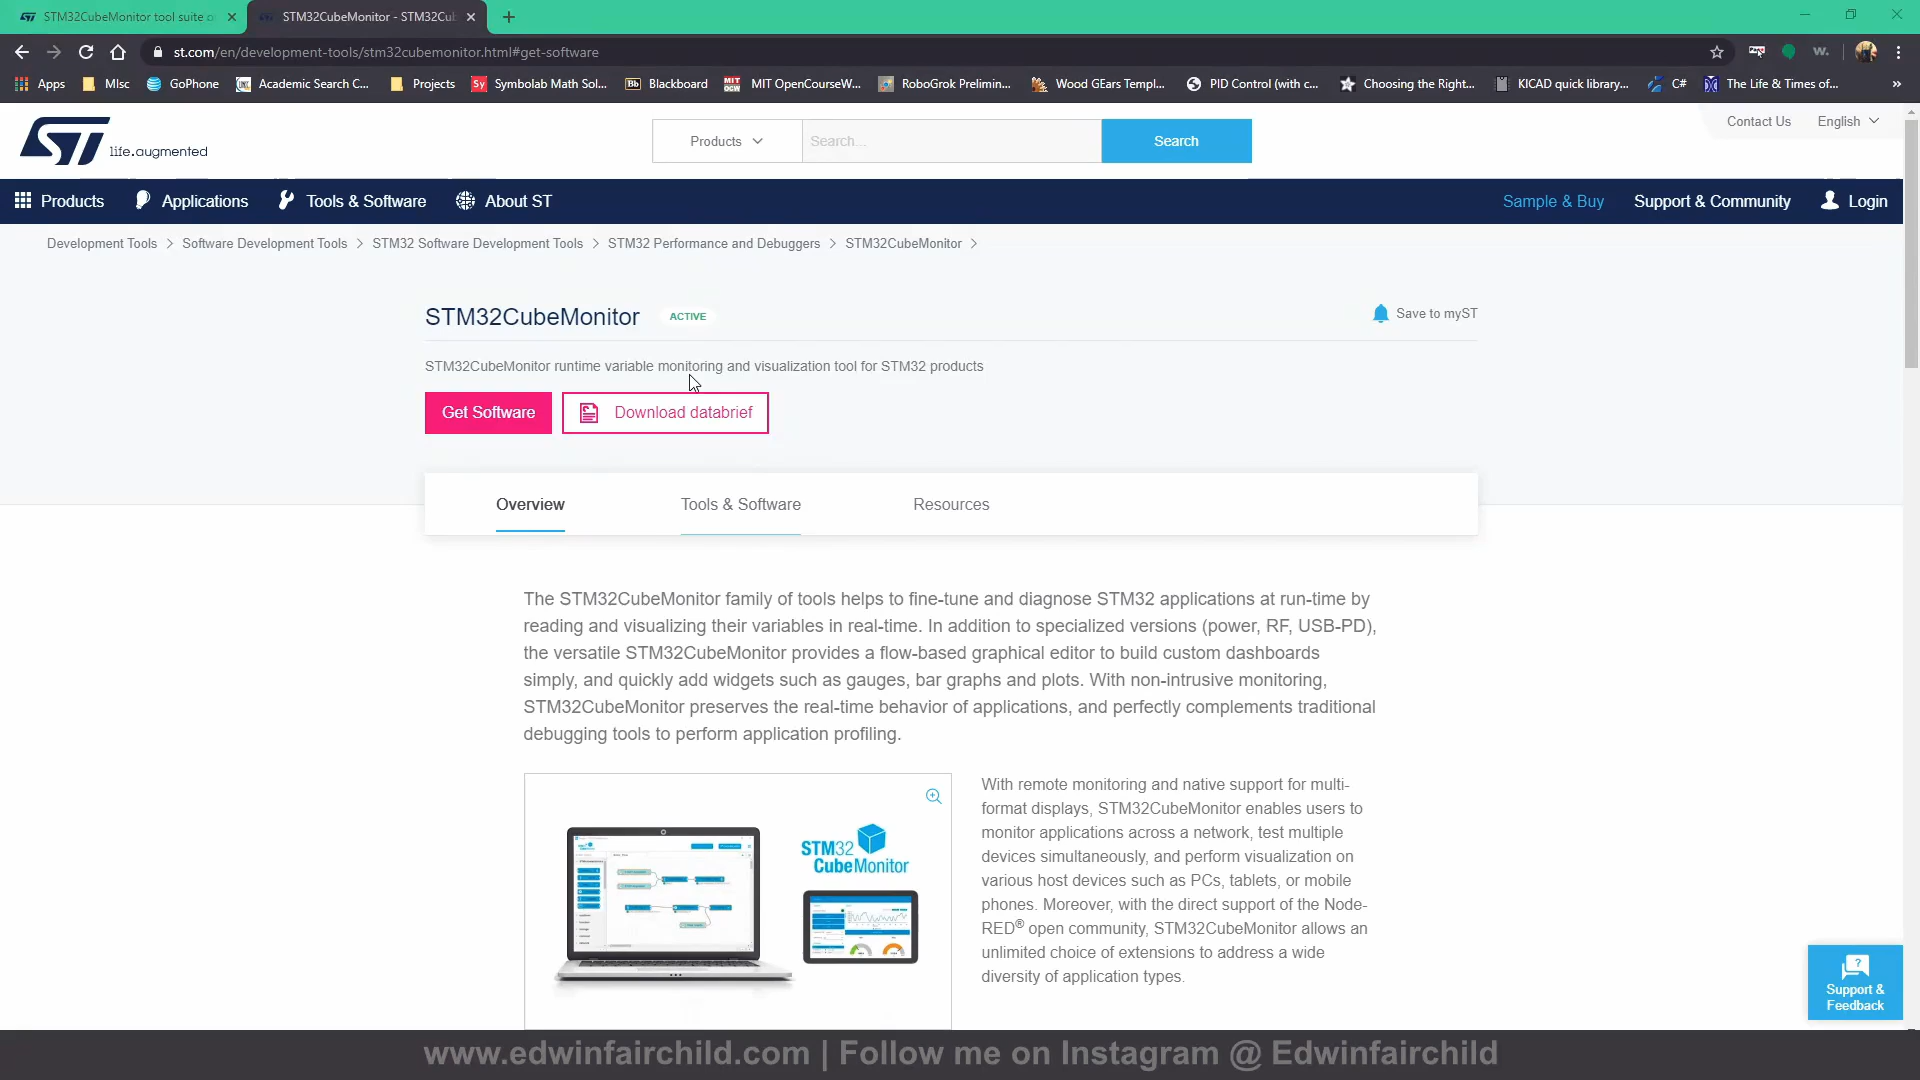 STM32CubeMonitor tool suite o
STM32CubeMonitor - STM32Cub
st.com/en/development-tools/stm32cubemonitor.html#get-software
Apps
MIsc
GoPhone
Academic Search C...
Projects
Symbolab Math Sol...
Blackboard
MIT OpenCourseW...
RoboGrok Prelimin...
Wood GEars Templ...
PID Control (with c...
Choosing the Right...
KICAD quick library...
C#
The Life & Times of...
ST life.augmented
Products
Search...
Search
Contact Us
English
Products
Applications
Tools & Software
About ST
Sample & Buy
Support & Community
Login
Development Tools > Software Development Tools > STM32 Software Development Tools > STM32 Performance and Debuggers > STM32CubeMonitor >
STM32CubeMonitor
ACTIVE
Save to myST
STM32CubeMonitor runtime variable monitoring and visualization tool for STM32 products
Get Software
Download databrief
Overview
Tools & Software
Resources
The STM32CubeMonitor family of tools helps to fine-tune and diagnose STM32 applications at run-time by
reading and visualizing their variables in real-time. In addition to specialized versions (power, RF, USB-PD),
the versatile STM32CubeMonitor provides a flow-based graphical editor to build custom dashboards
simply, and quickly add widgets such as gauges, bar graphs and plots. With non-intrusive monitoring,
STM32CubeMonitor preserves the real-time behavior of applications, and perfectly complements traditional
debugging tools to perform application profiling.
STM32
CubeMonitor
With remote monitoring and native support for multi-
format displays, STM32CubeMonitor enables users to
monitor applications across a network, test multiple
devices simultaneously, and perform visualization on
various host devices such as PCs, tablets, or mobile
phones. Moreover, with the direct support of the Node-
RED® open community, STM32CubeMonitor allows an
unlimited choice of extensions to address a wide
diversity of application types.
Support &
Feedback
www.edwinfairchild.com | Follow me on Instagram @ Edwinfairchild